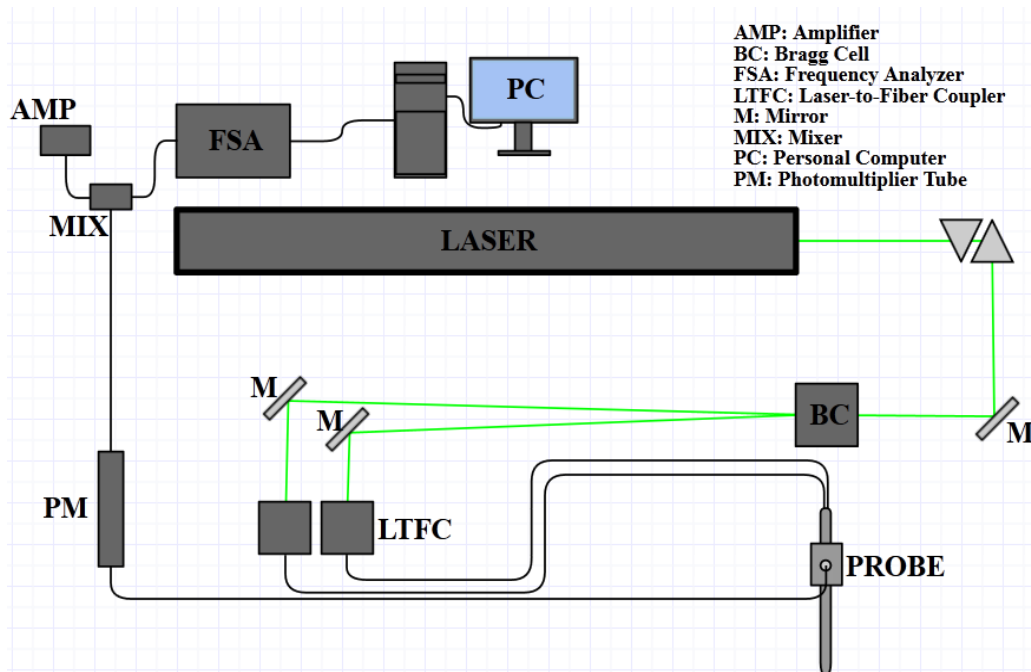 AMP: Amplifier
BC: Bragg Cell
FSA: Frequency Analyzer
LTFC: Laser-to-Fiber Coupler
M: Mirror
MIX: Mixer
PC: Personal Computer
PM: Photomultiplier Tube
PC
AMP
FSA
MIX
LASER
M
M
BC
M
PM
LTFC
PROBE